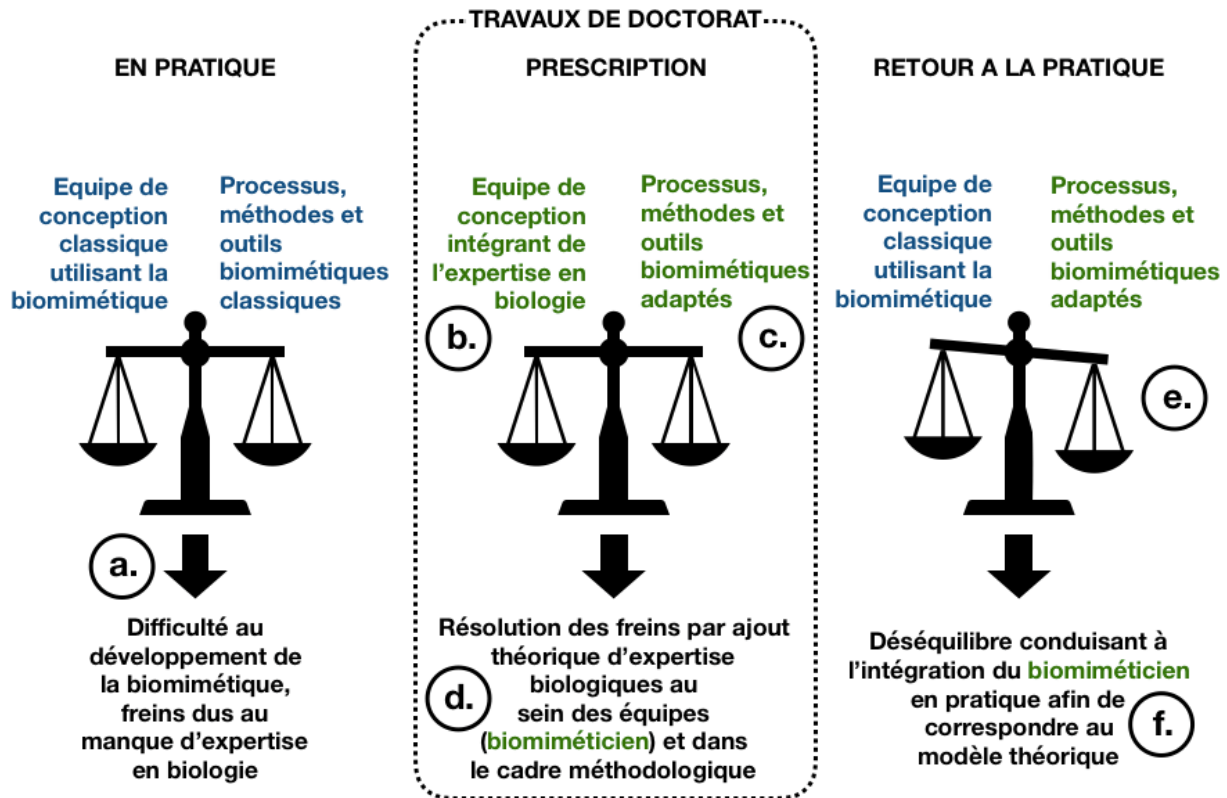 TRAVAUX DE DOCTORAT
EN PRATIQUE
Equipe de
conception
classique
utilisant la
biomimétique
Processus,
méthodes et
outils
biomimétiques
classiques
a.
Difficulté au
développement de
la biomimétique,
freins dus au
manque d'expertise
en biologie
PRESCRIPTION
Equipe de
conception
intégrant de
l'expertise en
biologie
Processus,
méthodes et
outils
biomimétiques
adaptés
b.
c.
Résolution des freins par ajout
théorique d'expertise
biologiques au
d.
sein des équipes
(biomiméticien) et dans
le cadre méthodologique
RETOUR A LA PRATIQUE
Equipe de
conception
classique
utilisant la
biomimétique
Processus,
méthodes et
outils
biomimétiques
adaptés
e.
Déséquilibre conduisant à
l'intégration du biomiméticien
en pratique afin de
correspondre au
modèle théorique
f.